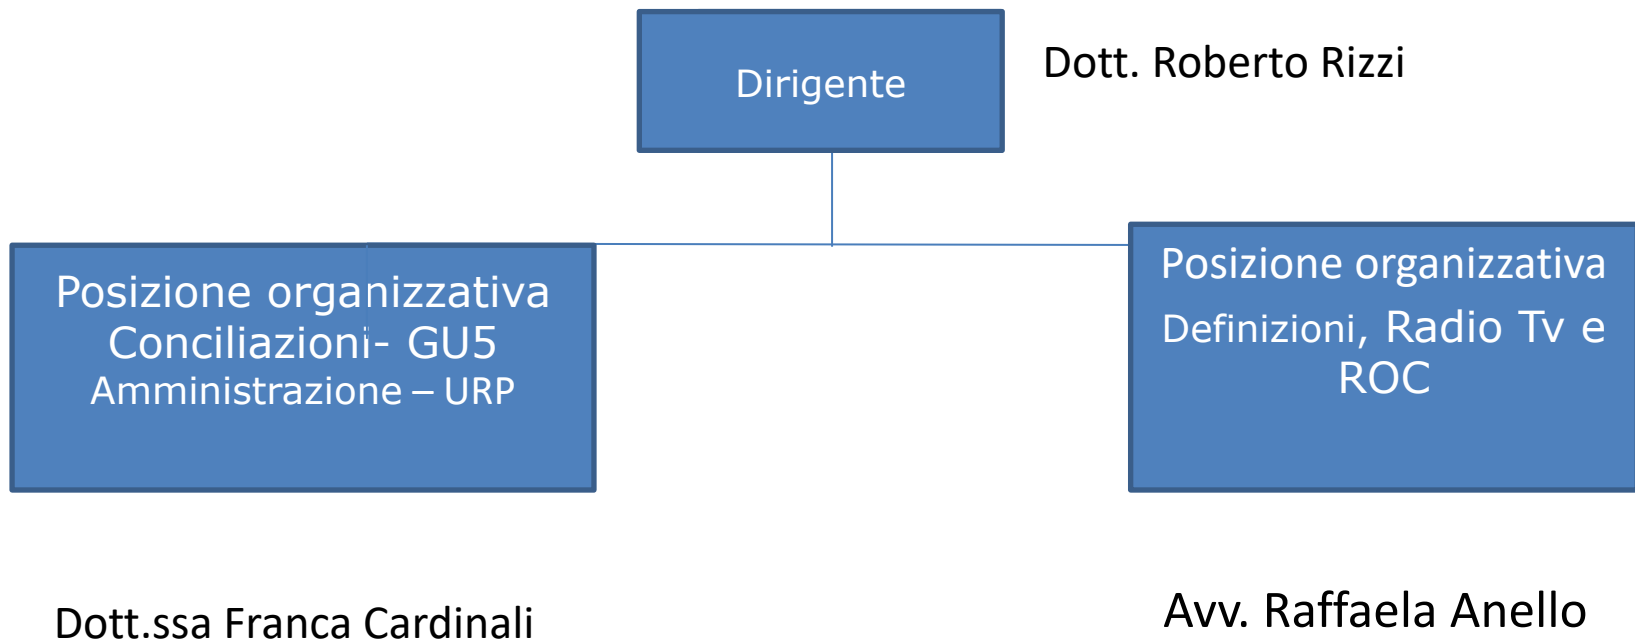 Dirigente
Dott. Roberto Rizzi
Posizione organizzativa
Conciliazioni- GU5
Amministrazione – URP
Posizione organizzativa
Definizioni, Radio Tv e
ROC
Dott.ssa Franca Cardinali
Avv. Raffaela Anello